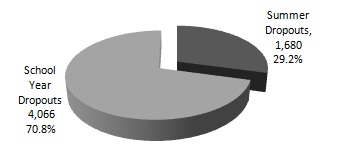 Summer
Dropouts,
1,680
29.2%
School
Year
Dropouts
4,066
70.8%